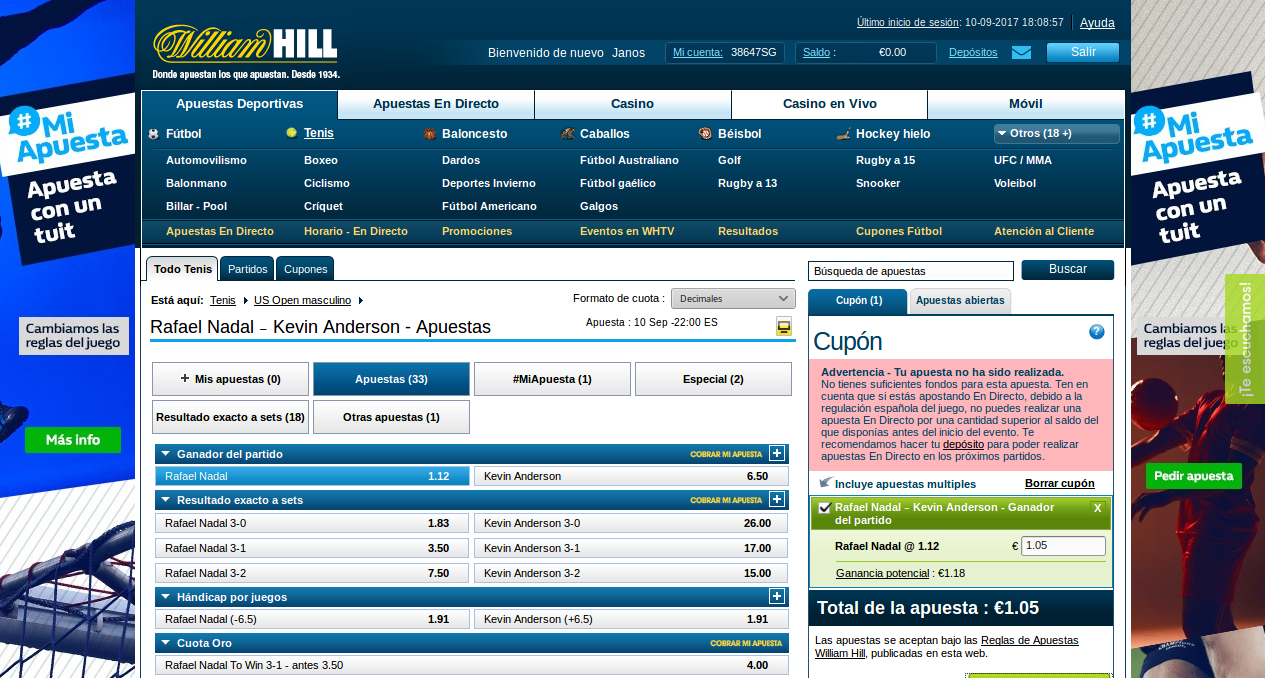 William HILL
Donde apuestan los que apuestan. Desde 1934.
Último inicio de sesión: 10-09-2017 18:08:57
Ayuda
Bienvenido de nuevo Janos
Mi cuenta: 38647SG
Saldo : €0.00
Depósitos
Salir
Apuestas Deportivas
Apuestas En Directo
Casino
Casino en Vivo
Móvil
Fútbol
Tenis
Baloncesto
Caballos
Béisbol
Hockey hielo
Otros (18 +)
Automovilismo
Boxeo
Dardos
Fútbol Australiano
Golf
Rugby a 15
UFC / MMA
Balonmano
Ciclismo
Deportes Invierno
Fútbol gaélico
Rugby a 13
Snooker
Voleibol
Billar - Pool
Críquet
Fútbol Americano
Galgos
Apuestas En Directo
Horario - En Directo
Promociones
Eventos en WHTV
Resultados
Cupones Fútbol
Atención al Cliente
#Mi
Apuesta
Apuesta
con un
tuit
Cambiamos las
reglas del juego
Más info
Todo Tenis
Partidos
Cupones
Está aquí: Tenis US Open masculino
Formato de cuota : Decimales
Rafael Nadal – Kevin Anderson - Apuestas
Apuesta : 10 Sep -22:00 ES
+ Mis apuestas (0)
Apuestas (33)
#MiApuesta (1)
Especial (2)
Resultado exacto a sets (18)
Otras apuestas (1)
Ganador del partido
COBRAR MI APUESTA
Rafael Nadal 1.12
Kevin Anderson 6.50
Resultado exacto a sets
COBRAR MI APUESTA
Rafael Nadal 3-0 1.83
Kevin Anderson 3-0 26.00
Rafael Nadal 3-1 3.50
Kevin Anderson 3-1 17.00
Rafael Nadal 3-2 7.50
Kevin Anderson 3-2 15.00
Hándicap por juegos
Rafael Nadal (-6.5) 1.91
Kevin Anderson (+6.5) 1.91
Cuota Oro
COBRAR MI APUESTA
Rafael Nadal To Win 3-1 - antes 3.50 4.00
Búsqueda de apuestas
Buscar
Cupón (1)
Apuestas abiertas
Cupón
?
Advertencia - Tu apuesta no ha sido realizada.
No tienes suficientes fondos para esta apuesta. Ten en
cuenta que si estás apostando En Directo, debido a la
regulación española del juego, no puedes realizar una
apuesta En Directo por una cantidad superior al saldo del
que disponías antes del inicio del evento. Te
recomendamos hacer tu depósito para poder realizar
apuestas En Directo en los próximos partidos.
Incluye apuestas multiples
Borrar cupón
Rafael Nadal – Kevin Anderson - Ganador
del partido
X
Rafael Nadal @ 1.12 € 1.05
Ganancia potencial : €1.18
Total de la apuesta : €1.05
Las apuestas se aceptan bajo las Reglas de Apuestas
William Hill, publicadas en esta web.
#Mi
Apuesta
Apuesta
con un
tuit
Cambiamos las
reglas del juego
¡Te escuchamos!
Pedir apuesta